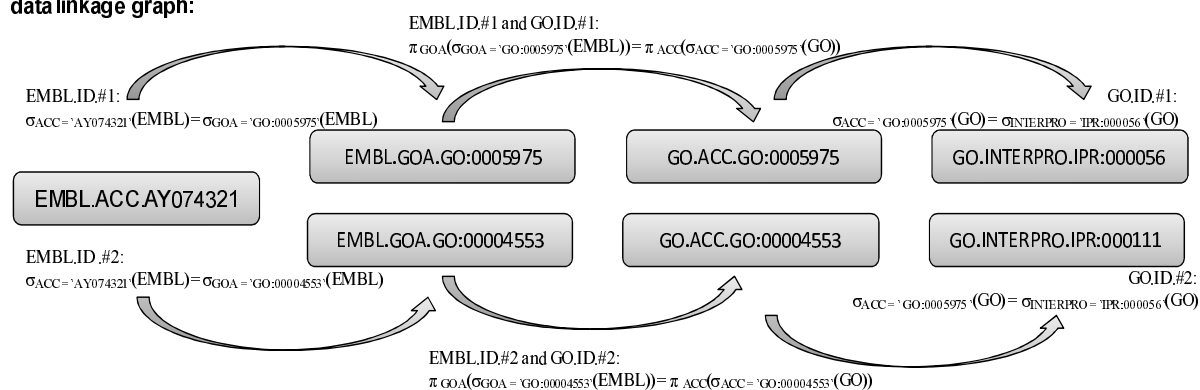 data linkage graph:
EMBL.ID.#1 and GO.ID.#1:
π GOA(σGOA = `GO:0005975`(EMBL)) = π ACC(σACC = `GO:0005975`(GO))
EMBL.ID.#1:
σACC = `AY074321`(EMBL) = σGOA = `GO:0005975`(EMBL)
GO.ID.#1:
σACC = `GO:0005975`(GO) = σINTERPRO = `IPR:000056`(GO)
EMBL.GOA.GO:0005975
GO.ACC.GO:0005975
GO.INTERPRO.IPR:000056
EMBL.ACC.AY074321
EMBL.GOA.GO:00004553
GO.ACC.GO:00004553
GO.INTERPRO.IPR:000111
EMBL.ID.#2:
σACC = `AY074321`(EMBL) = σGOA = `GO:00004553`(EMBL)
GO.ID.#2:
σACC = `GO:0005975`(GO) = σINTERPRO = `IPR:000056`(GO)
EMBL.ID.#2 and GO.ID.#2:
π GOA(σGOA = `GO:00004553`(EMBL)) = π ACC(σACC = `GO:00004553`(GO))